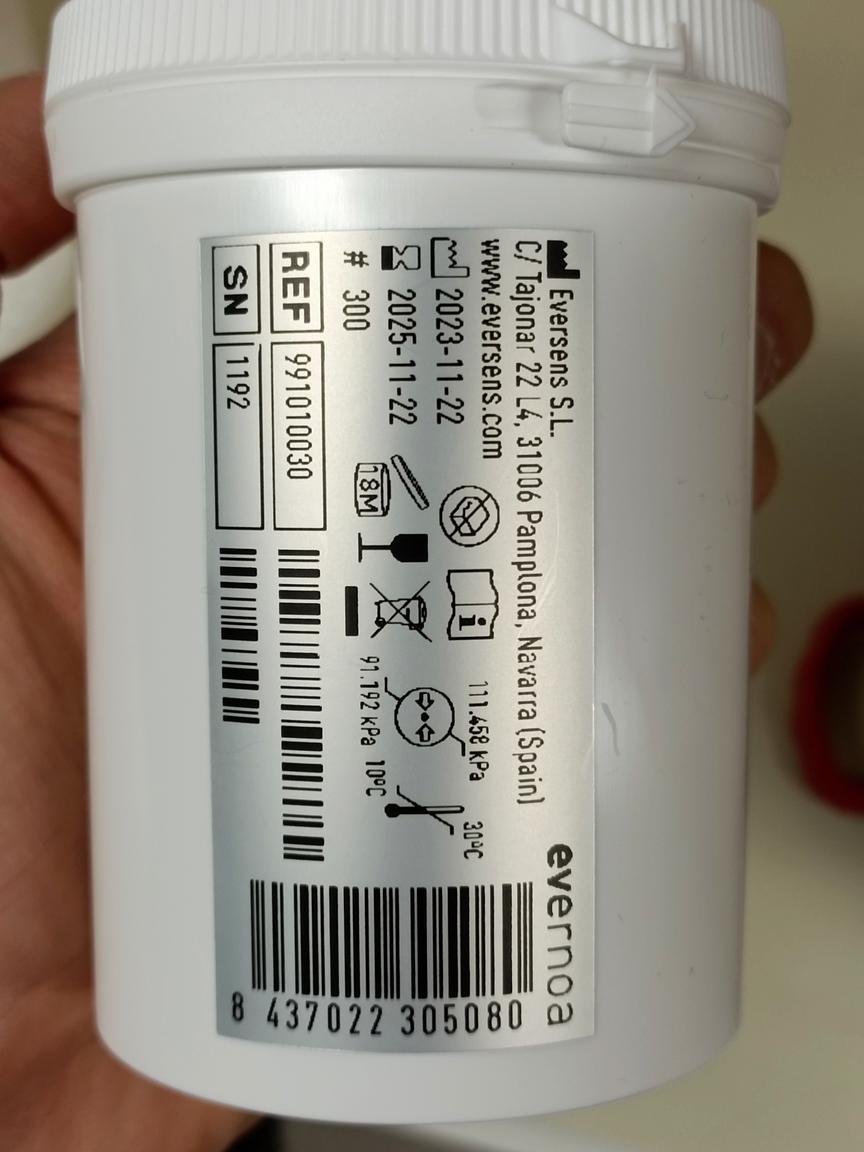 Eversens S.L.
C/ Tajonar 22 L4, 31006 Pamplona, Navarra (Spain)
www.eversens.com
evernoa
2023-11-22
2025-11-22
# 300
18M
111.458 kPa
91.192 kPa
30ºC
10ºC
REF 991010030
SN 1192
8 437022 305080